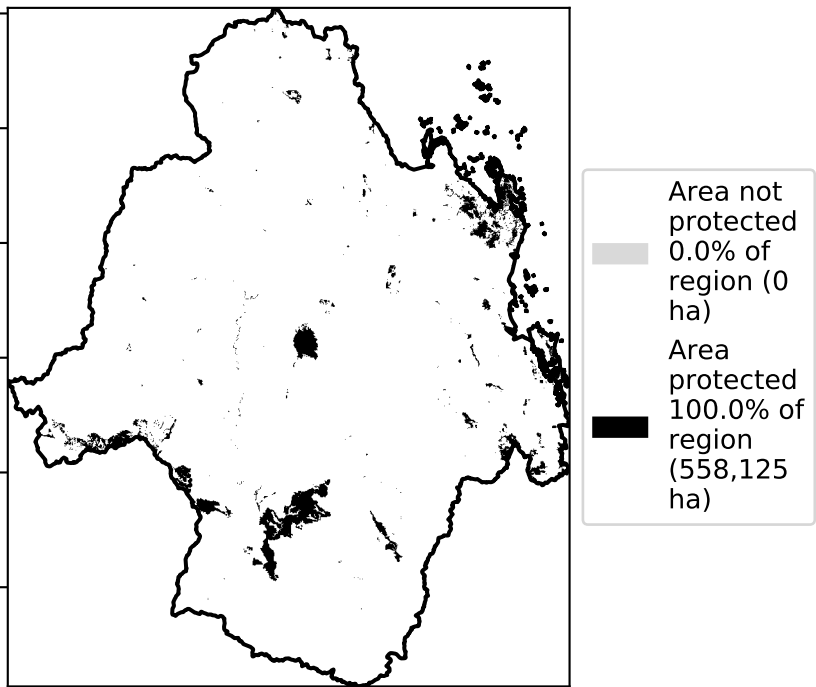 Area not
protected
0.0% of
region (0
ha)
Area
protected
100.0% of
region
(558,125
ha)